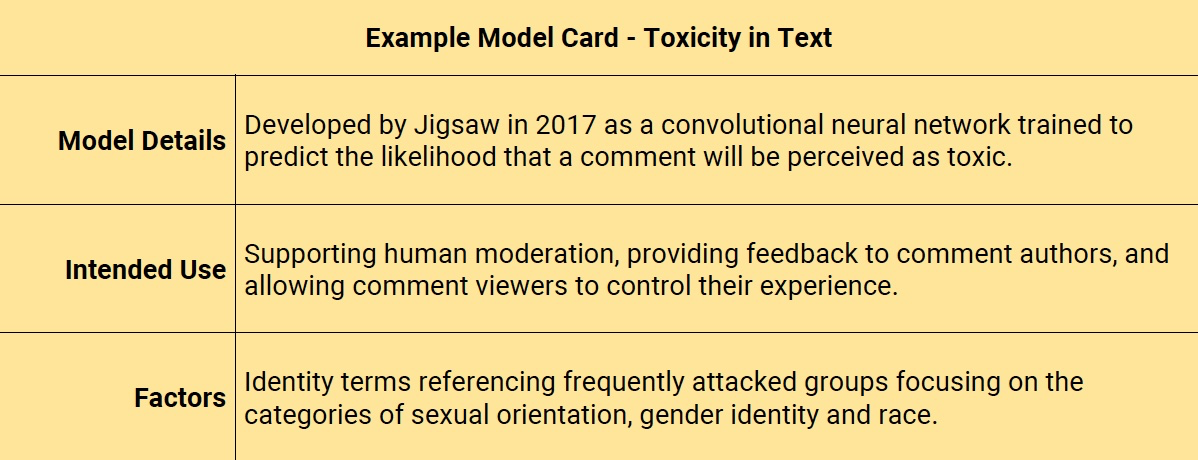 Example Model Card - Toxicity in Text
Model Details
Developed by Jigsaw in 2017 as a convolutional neural network trained to
predict the likelihood that a comment will be perceived as toxic.
Intended Use
Supporting human moderation, providing feedback to comment authors, and
allowing comment viewers to control their experience.
Factors
Identity terms referencing frequently attacked groups focusing on the
categories of sexual orientation, gender identity and race.